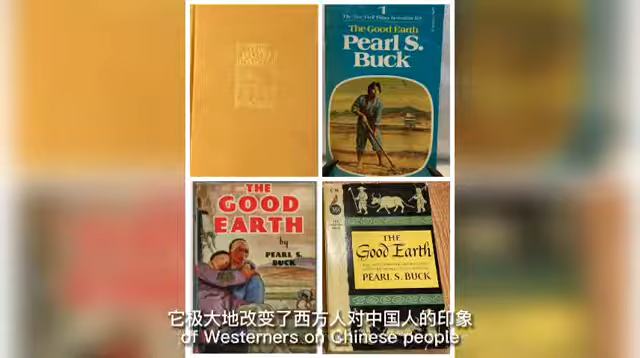 #1
The Good Earth
Pearl S.
Buck
THE
GOOD
EARTH
by
PEARL S.
BUCK
THE
Good Earth
PEARL S. BUCK
它极大地改变了西方人对中国人的印象
of Westerners on Chinese people